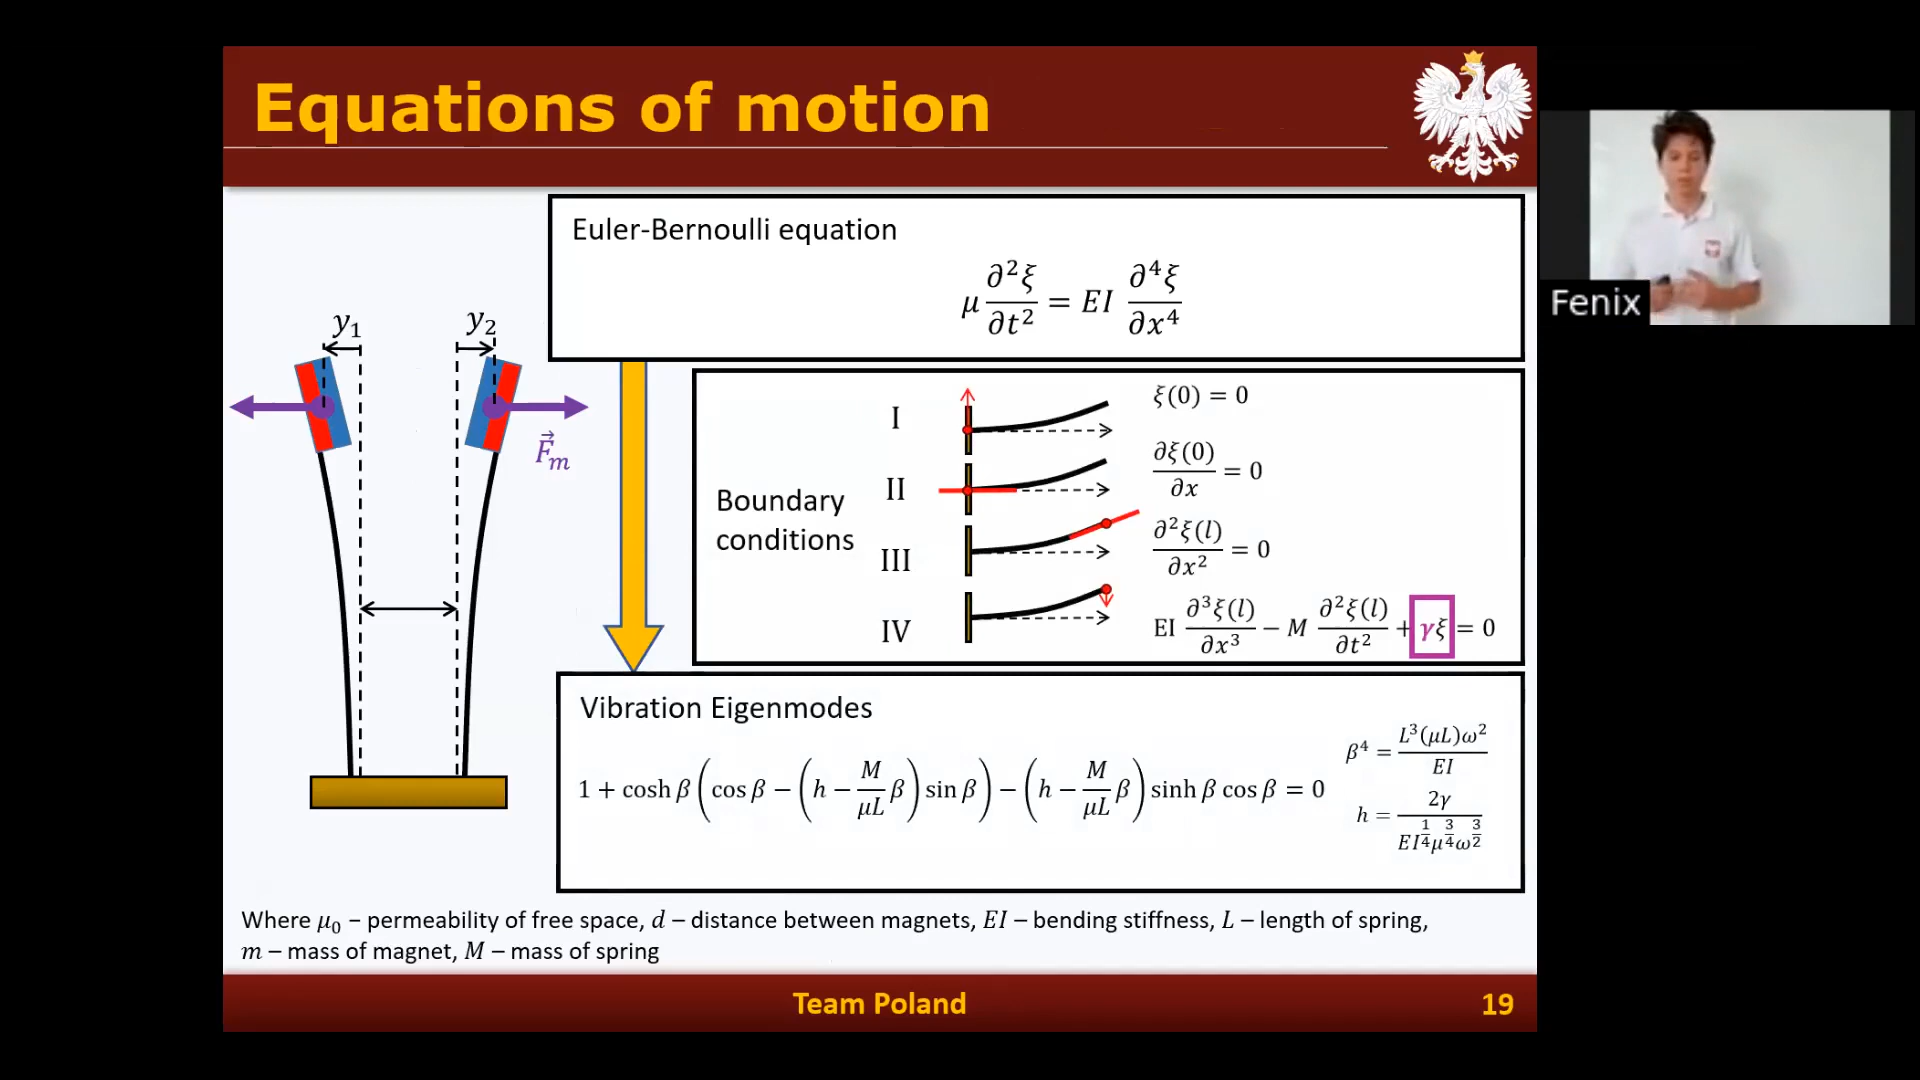 Equations of motion
Fenix
Euler-Bernoulli equation
μ ∂²ξ/∂t² = EI ∂⁴ξ/∂x⁴
y₁ y₂
F⃗ₘ
Boundary conditions
I ξ(0) = 0
II ∂ξ(0)/∂x = 0
III ∂²ξ(l)/∂x² = 0
IV EI ∂³ξ(l)/∂x³ − M ∂²ξ(l)/∂t² + γξ = 0
Vibration Eigenmodes
1 + cosh β (cos β − (h − M/μL β) sin β) − (h − M/μL β) sinh β cos β = 0
β⁴ = L³(μL)ω²/EI
h = 2γ/EI^(1/4) μ^(3/4) ω^(3/2)
Where μ₀ − permeability of free space, d – distance between magnets, EI – bending stiffness, L – length of spring,
m – mass of magnet, M – mass of spring
Team Poland
19